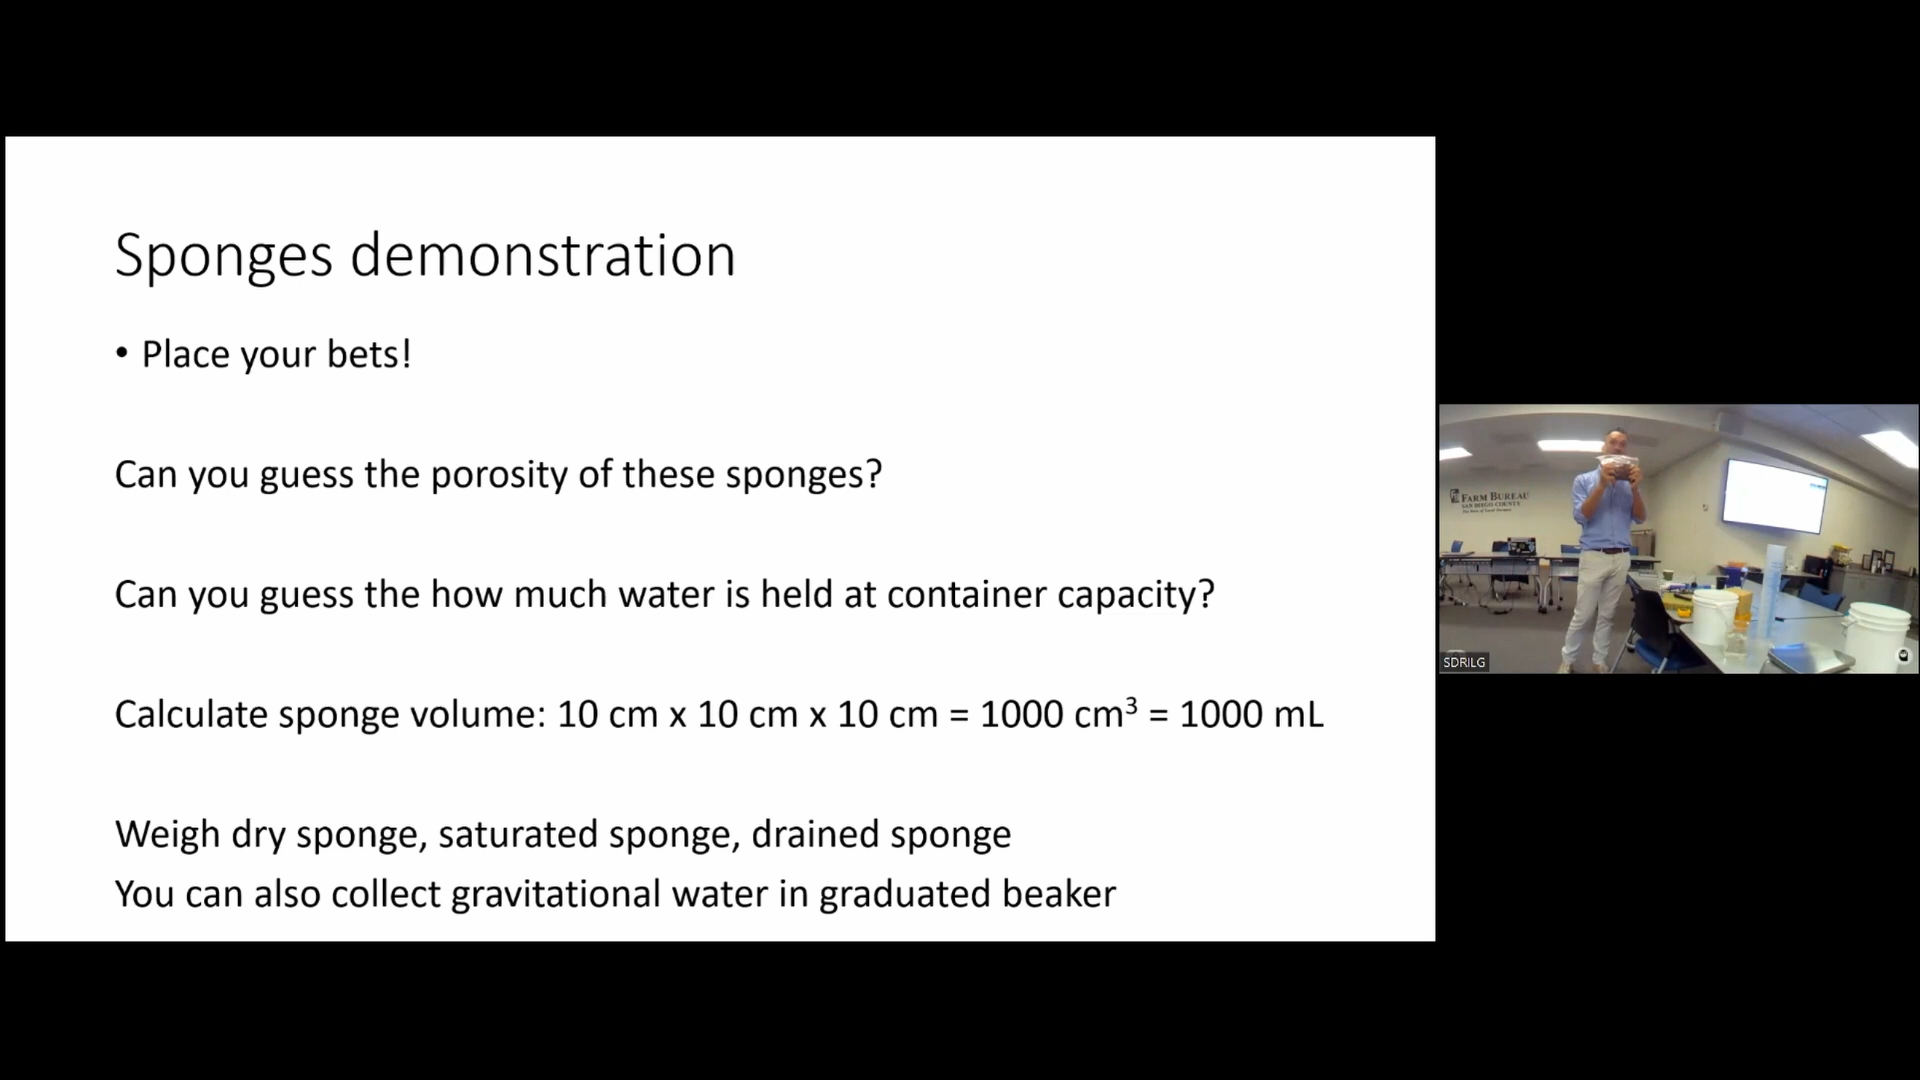 Sponges demonstration
• Place your bets!
Can you guess the porosity of these sponges?
Can you guess the how much water is held at container capacity?
Calculate sponge volume: 10 cm x 10 cm x 10 cm = 1000 cm³ = 1000 mL
Weigh dry sponge, saturated sponge, drained sponge
You can also collect gravitational water in graduated beaker
FARM BUREAU
SAN DIEGO COUNTY
SDRILG